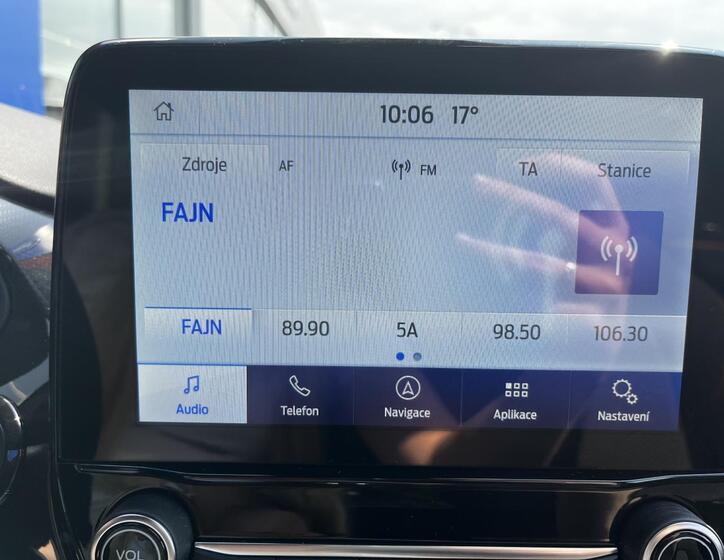 10:06 17°
Zdroje AF FM TA Stanice
FAJN
FAJN 89.90 5A 98.50 106.30
Audio Telefon Navigace Aplikace Nastavení
VOL